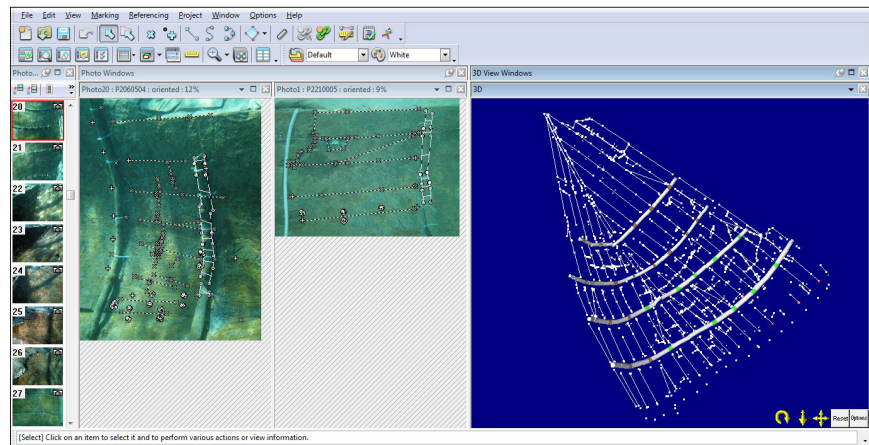 File Edit View Marking Referencing Project Window Options Help
Default White
Photo... Photo Windows 3D View Windows
Photo20 : P2060504 : oriented : 12% Photo1 : P2210005 : oriented : 9% 3D
20
21
22
23
24
25
26
27
Reset Options
[Select] Click on an item to select it and to perform various actions or view information.